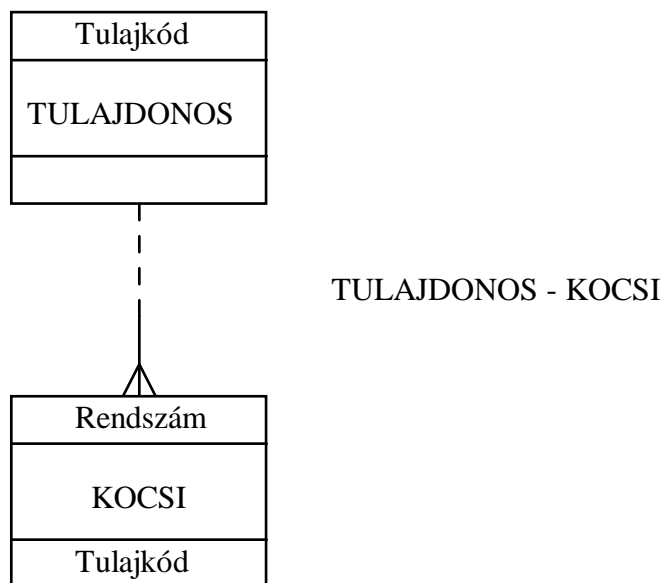 Tulajkód
TULAJDONOS
TULAJDONOS - KOCSI
Rendszám
KOCSI
Tulajkód